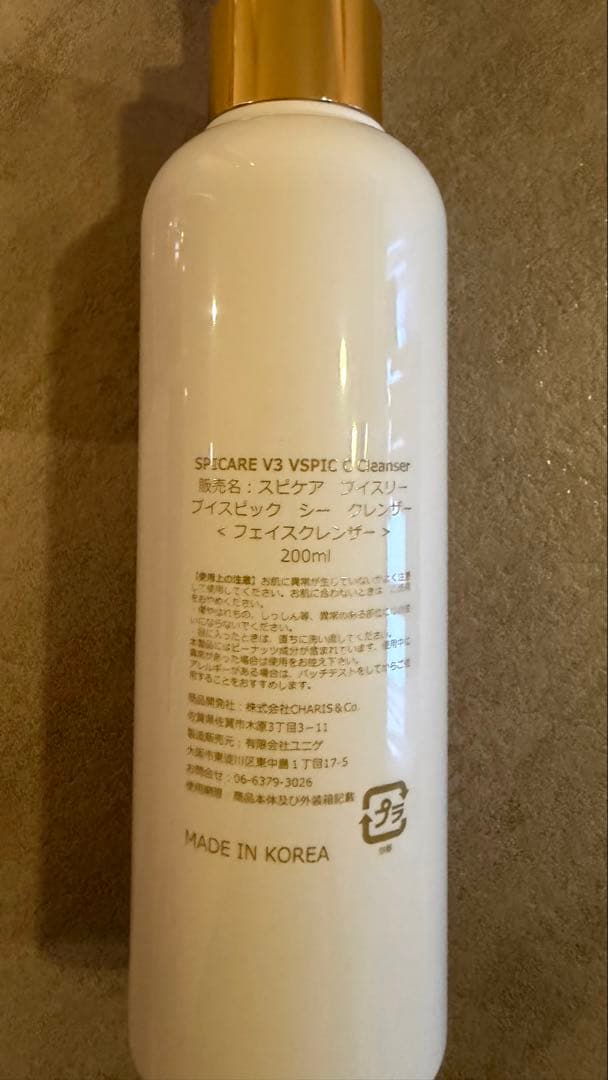 SPICARE V3 VSPIC C Cleanser
販売名：スピケア　ブイスリー
ブイスピック　シー　クレンザー
＜ フェイスクレンザー ＞
200ml
【使用上の注意】お肌に異常が生じていないかよく注意
して使用してください。お肌に合わないときは
をおやめください。
傷やはれもの、しっしん等、異常のある部位
いにならないでください。
目に入ったときは、直ちに洗い流してください。
本製品にはピーナッツ成分が含まれています。使用中に
異常があった場合は使用をお控え下さい。
アレルギーがある場合は、パッチテストをしてからご使
用することをおすすめします。
商品開発社：株式会社CHARIS＆Co.
佐賀県佐賀市木原3丁目3－11
製造販売元：有限会社ユニゲ
大阪市東淀川区東中島１丁目17-5
お問合せ：06-6379-3026
使用期限：商品本体及び外装箱記載
プラ
MADE IN KOREA